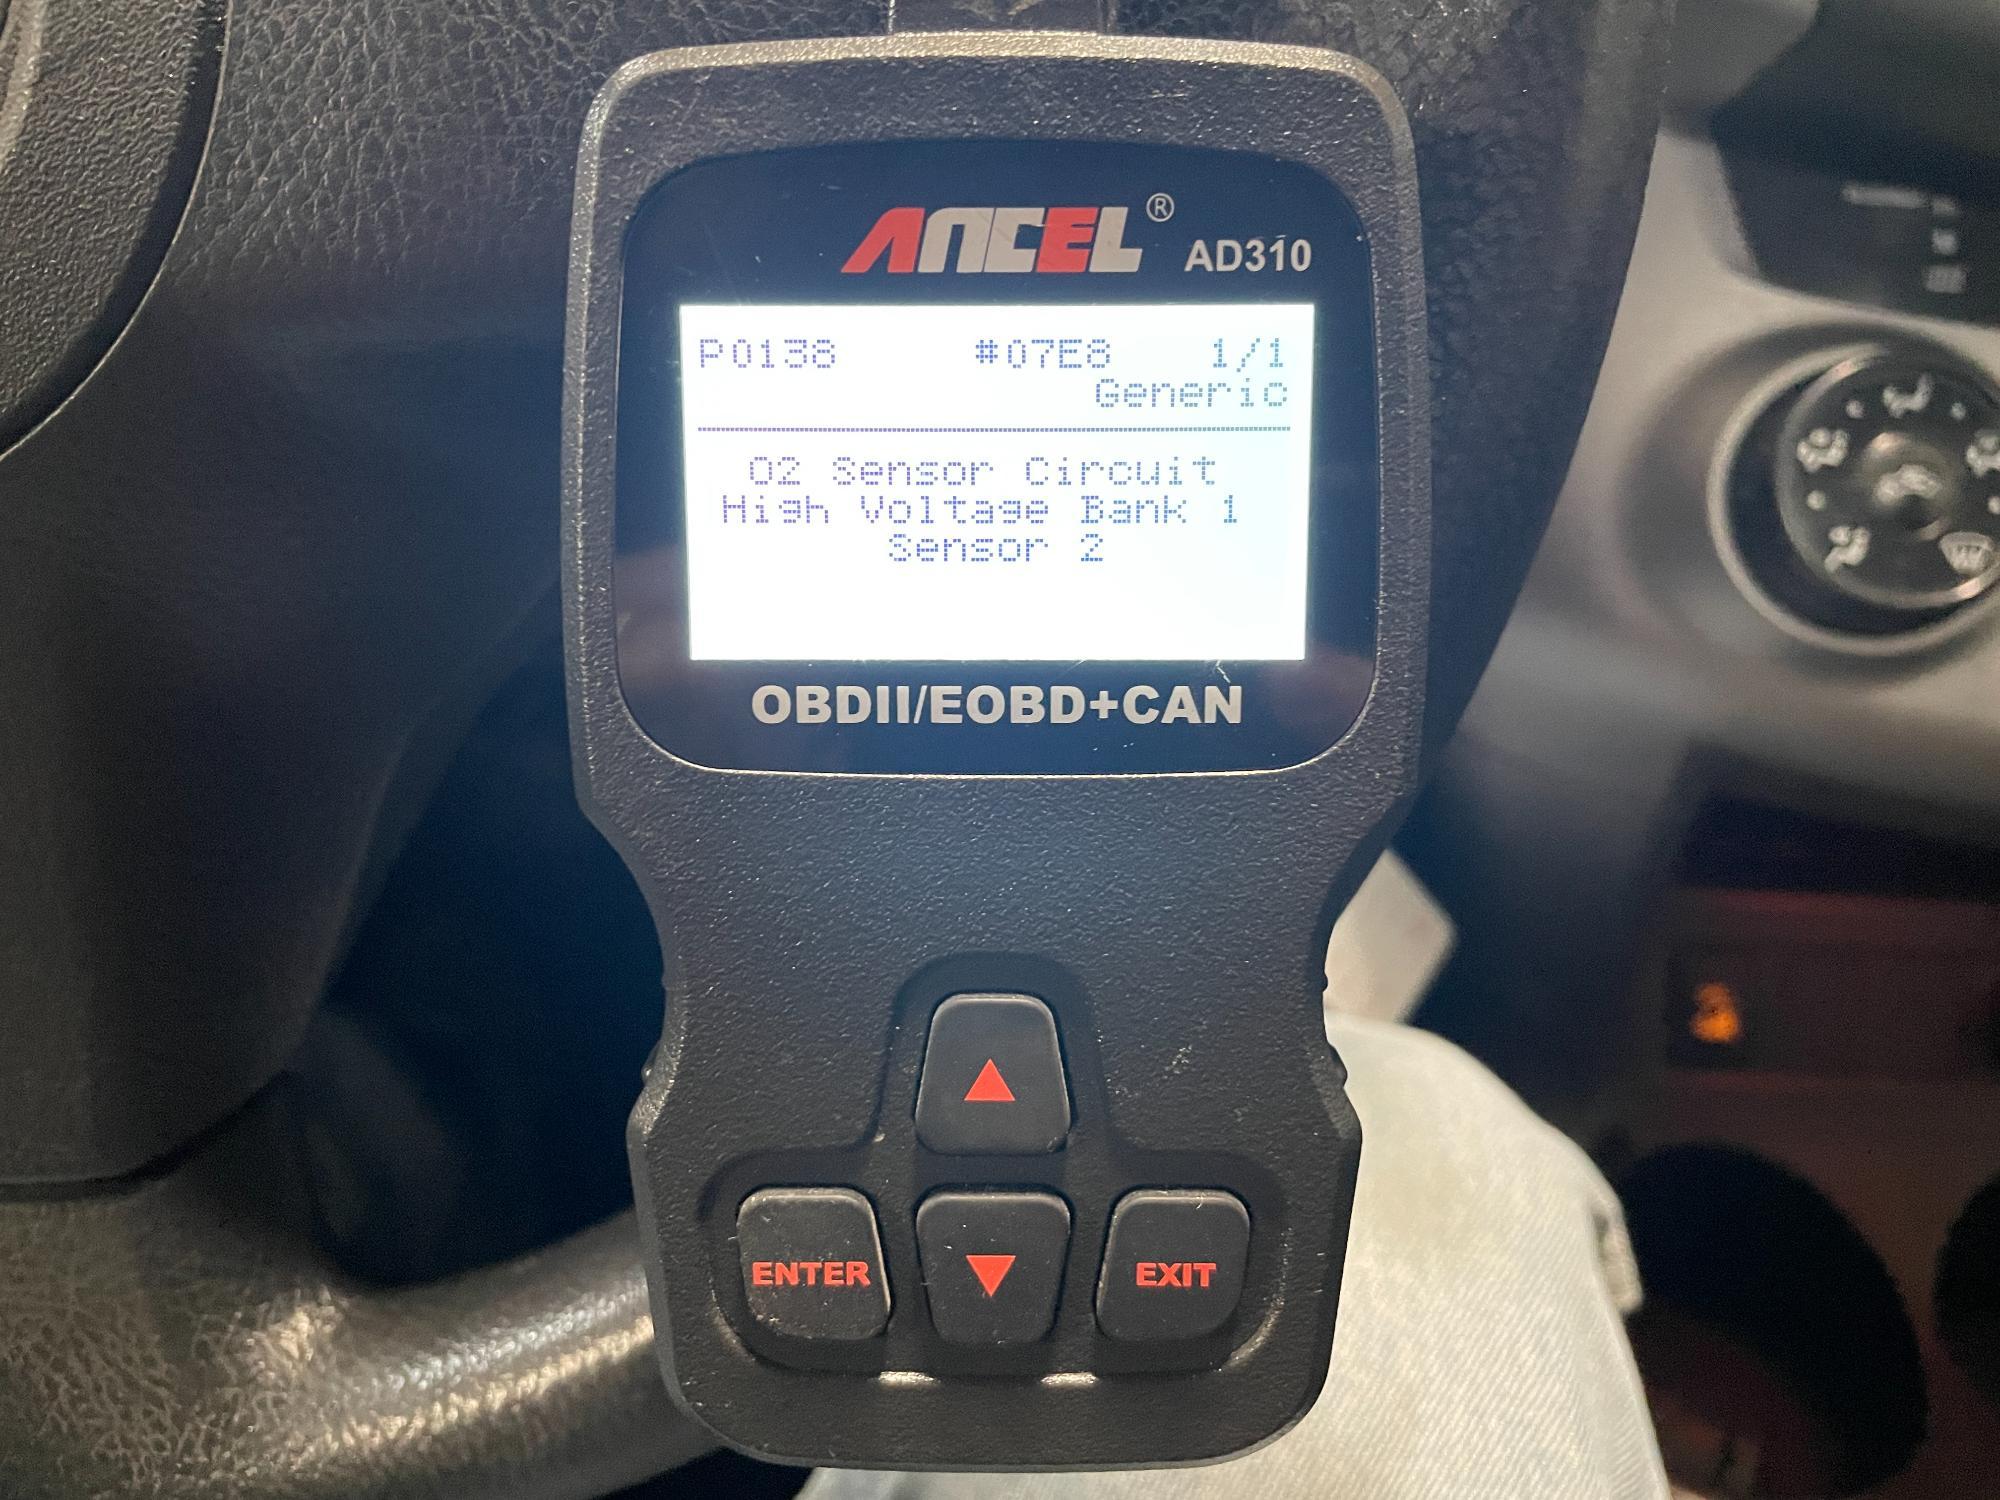 ANCEL® AD310
P0138 #07E8 1/1
Generic
O2 Sensor Circuit
High Voltage Bank 1
Sensor 2
OBDII/EOBD+CAN
ENTER
EXIT